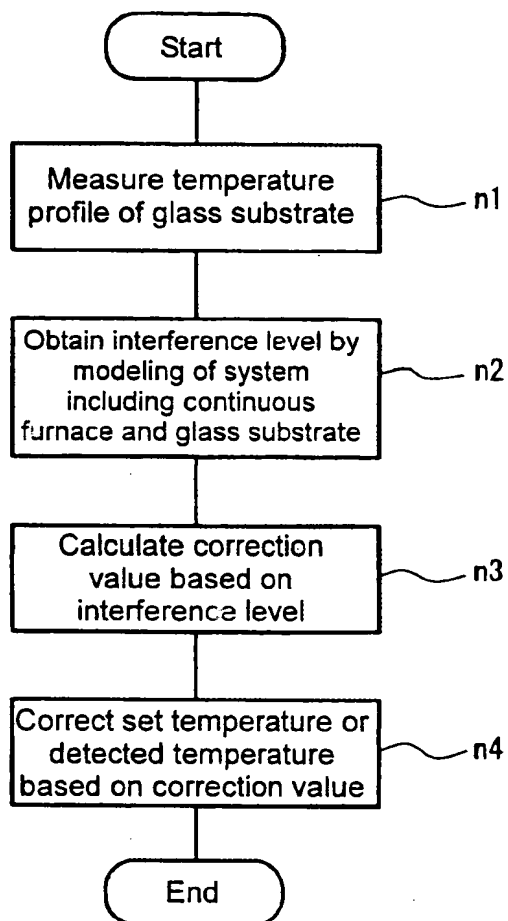 Start
Measure temperature
profile of glass substrate
n1
Obtain interference level by
modeling of system
including continuous
furnace and glass substrate
n2
Calculate correction
value based on
interference level
n3
Correct set temperature or
detected temperature
based on correction value
n4
End